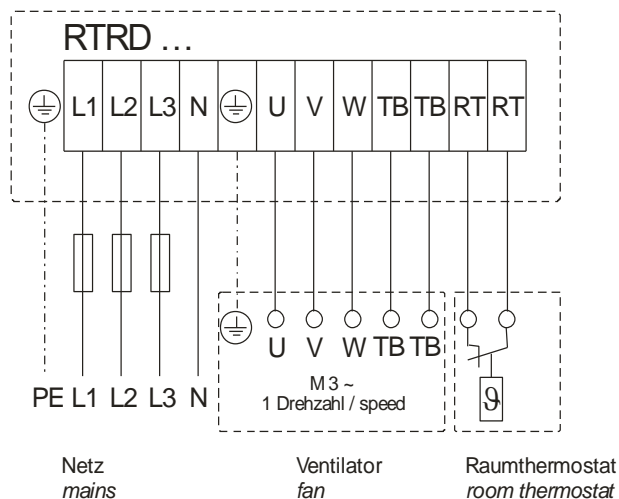 RTRD ...
L1 L2 L3 N U V W TB TB RT RT
U V W TB TB
M 3 ~
1 Drehzahl / speed
ϑ
PE L1 L2 L3 N
Netz Ventilator Raumthermostat
mains fan room thermostat